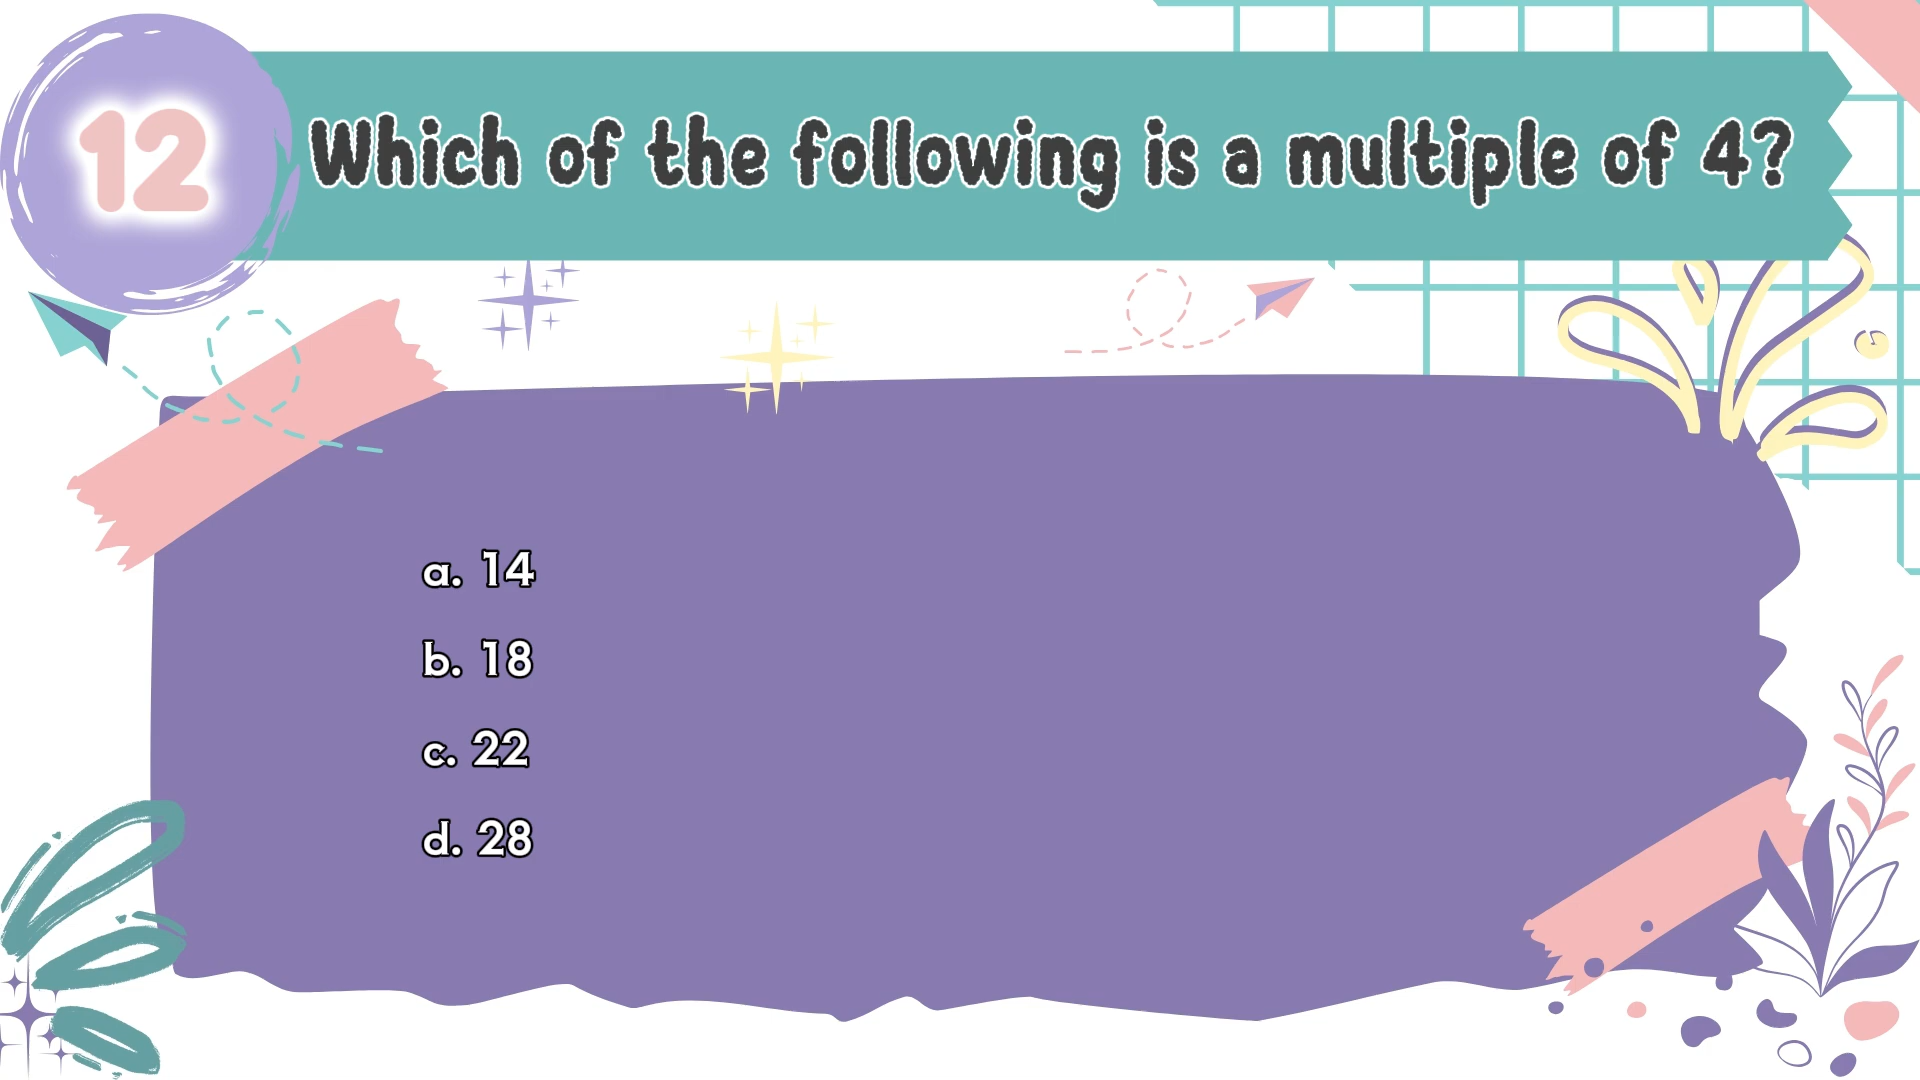 12
Which of the following is a multiple of 4?
a. 14
b. 18
c. 22
d. 28